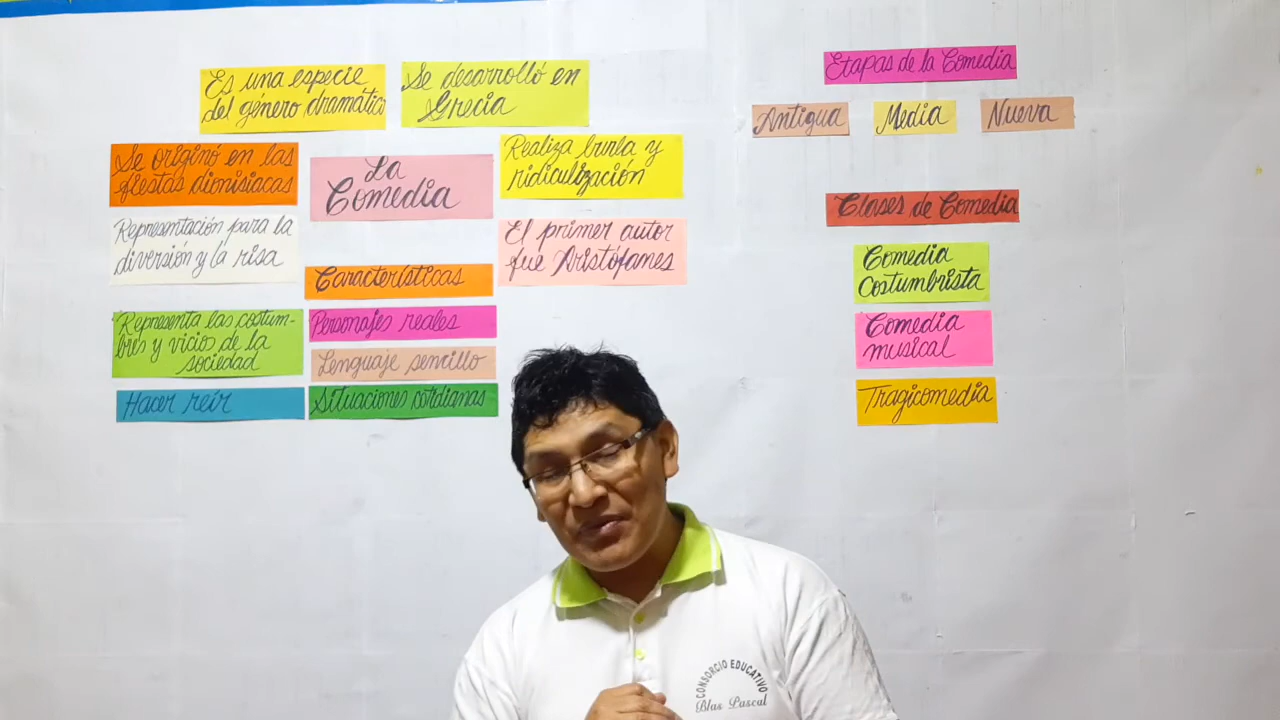 Es una especie
del género dramático
Se desarrolló en
Grecia
Se originó en las
fiestas dionisiacas
La
Comedia
Realiza burla y
ridiculización
Representación para la
diversión y la risa
El primer autor
fue Aristófanes
Características
Representa las costum-
bres y vicio de la
sociedad
Personajes reales
Lenguaje sencillo
Hacer reír
Situaciones cotidianas
Etapas de la Comedia
Antigua
Media
Nueva
Clases de Comedia
Comedia
Costumbrista
Comedia
musical
Tragicomedia
CONSORCIO EDUCATIVO
Blas Pascal